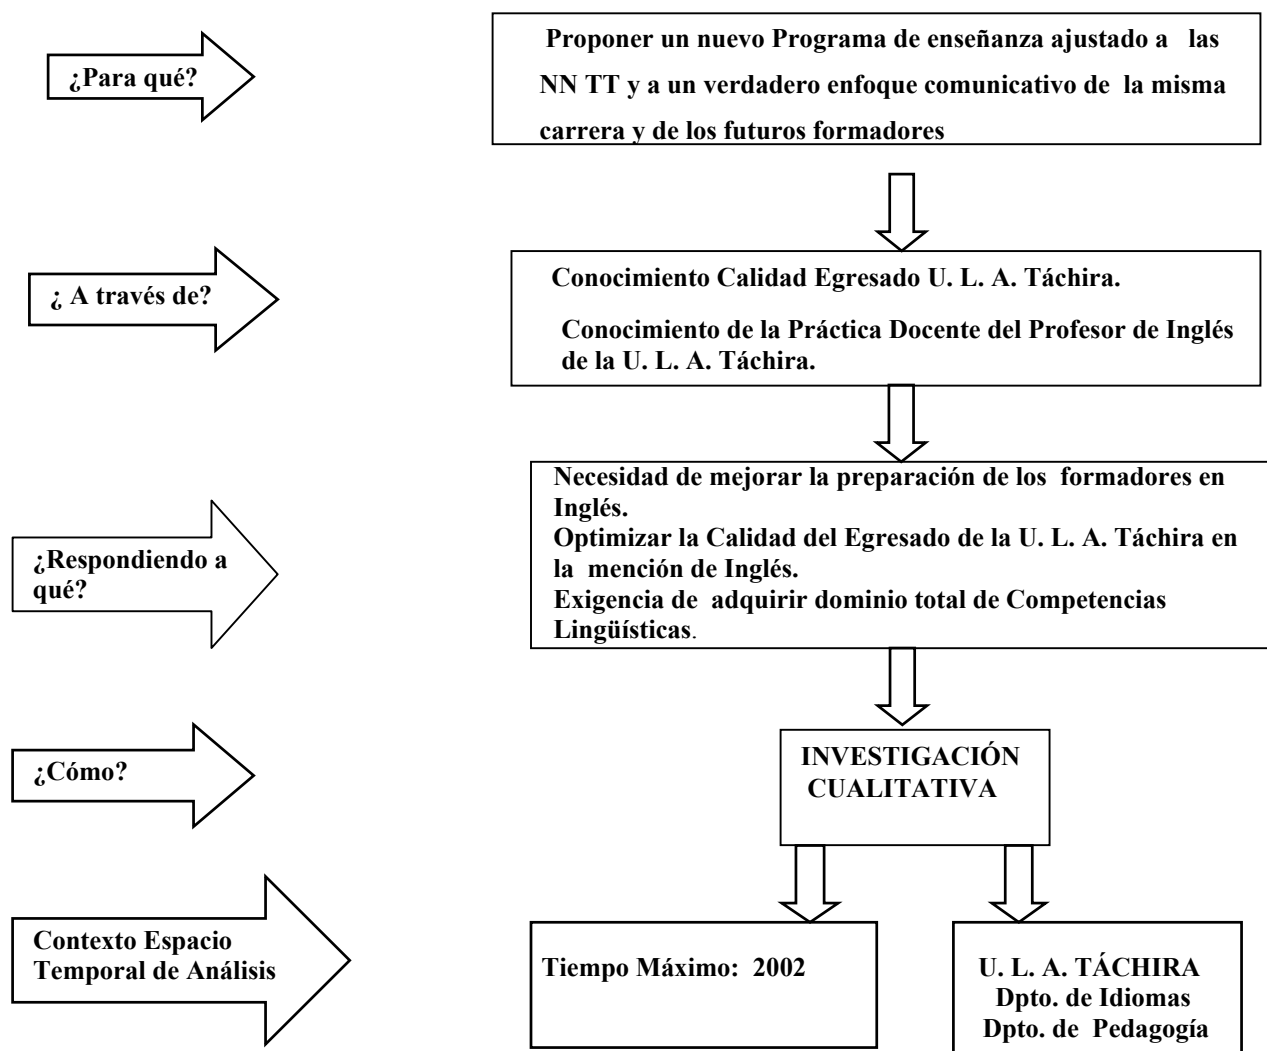 ¿Para qué?
Proponer un nuevo Programa de enseñanza ajustado a las
NN TT y a un verdadero enfoque comunicativo de la misma
carrera y de los futuros formadores
¿ A través de?
Conocimiento Calidad Egresado U. L. A. Táchira.
Conocimiento de la Práctica Docente del Profesor de Inglés
de la U. L. A. Táchira.
¿Respondiendo a
qué?
Necesidad de mejorar la preparación de los formadores en
Inglés.
Optimizar la Calidad del Egresado de la U. L. A. Táchira en
la mención de Inglés.
Exigencia de adquirir dominio total de Competencias
Lingüísticas.
¿Cómo?
INVESTIGACIÓN
CUALITATIVA
Contexto Espacio
Temporal de Análisis
Tiempo Máximo: 2002
U. L. A. TÁCHIRA
Dpto. de Idiomas
Dpto. de Pedagogía